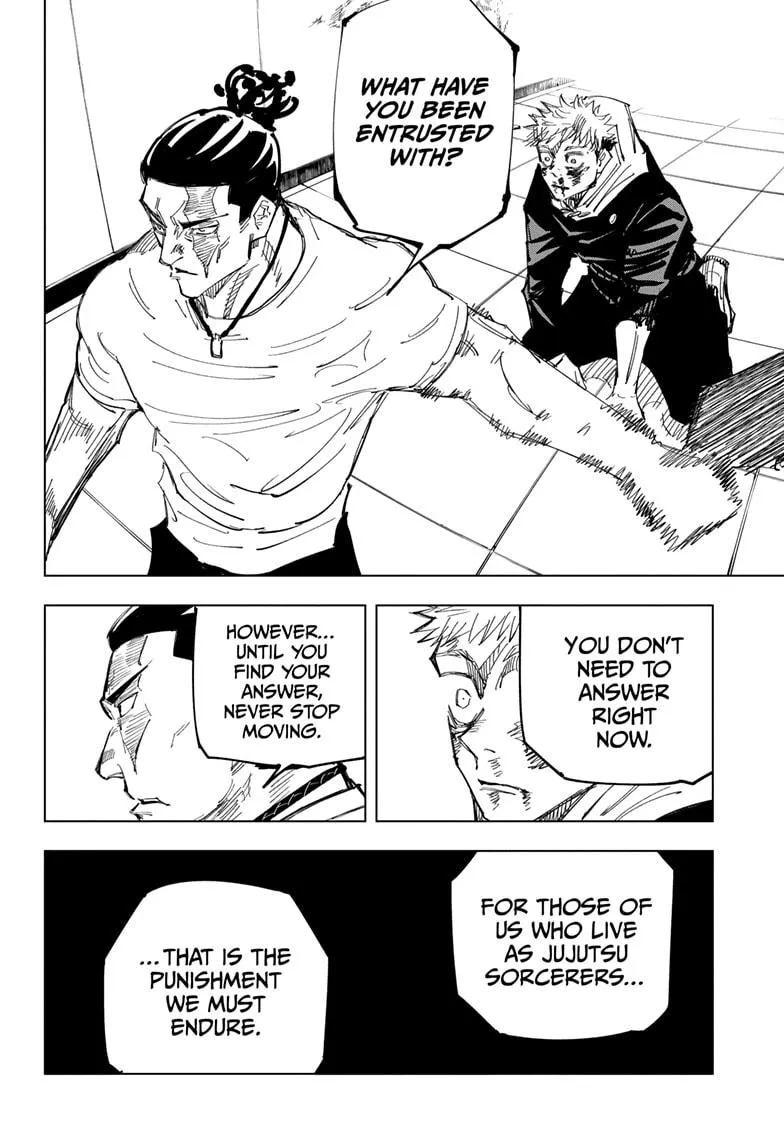 WHAT HAVE
YOU BEEN
ENTRUSTED
WITH?
YOU DON'T
NEED TO
ANSWER
RIGHT
NOW.
HOWEVER...
UNTIL YOU
FIND YOUR
ANSWER,
NEVER STOP
MOVING.
FOR THOSE OF
US WHO LIVE
AS JUJUTSU
SORCERERS...
...THAT IS THE
PUNISHMENT
WE MUST
ENDURE.